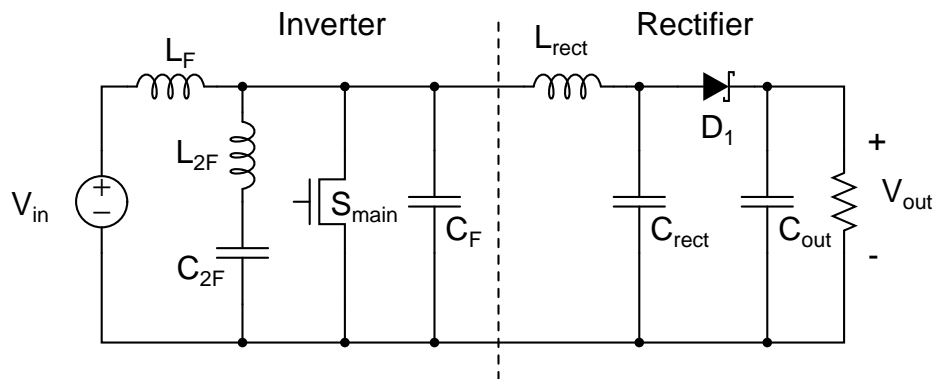 Inverter
Rectifier
L_F
L_rect
L_2F
D_1
+
V_in
+
−
S_main
C_F
C_rect
C_out
V_out
C_2F
-